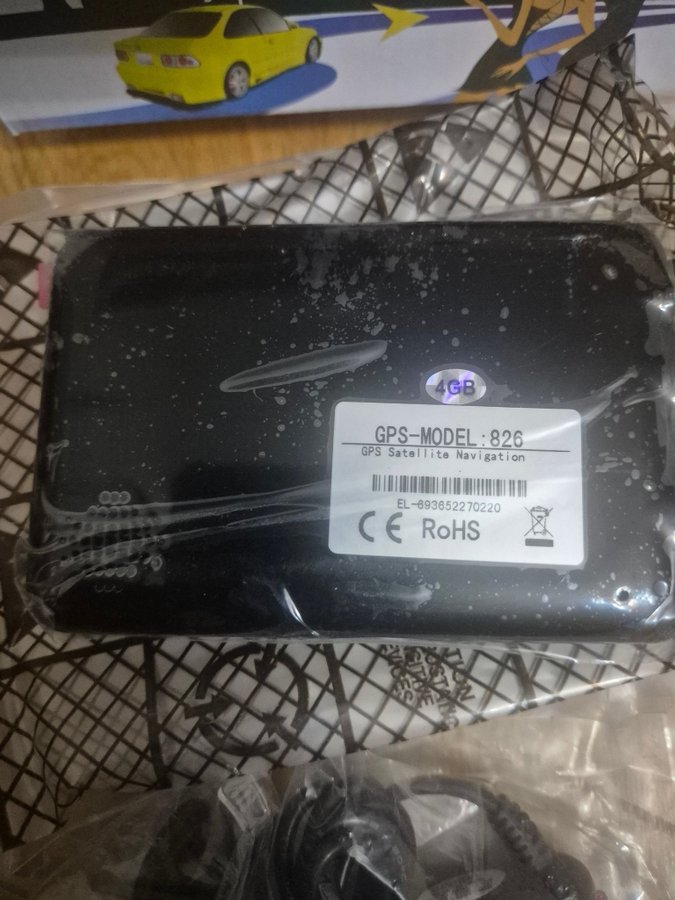 4GB
GPS-MODEL:826
GPS Satellite Navigation
EL-693652270220
CE RoHS